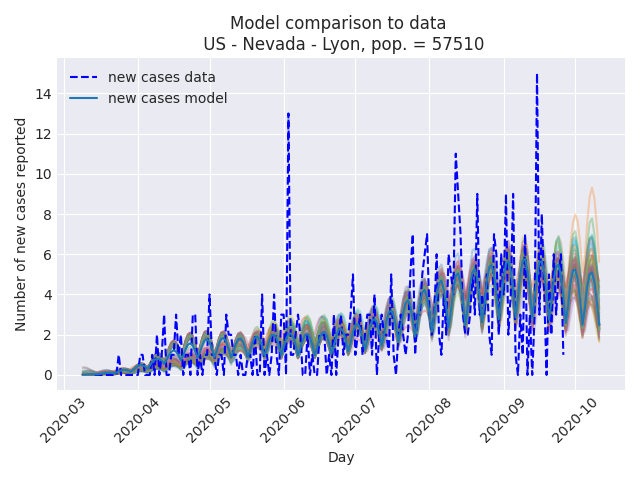 Model comparison to data
US - Nevada - Lyon, pop. = 57510
new cases data
new cases model
Number of new cases reported
14
12
10
8
6
4
2
0
2020-03
2020-04
2020-05
2020-06
2020-07
2020-08
2020-09
2020-10
Day